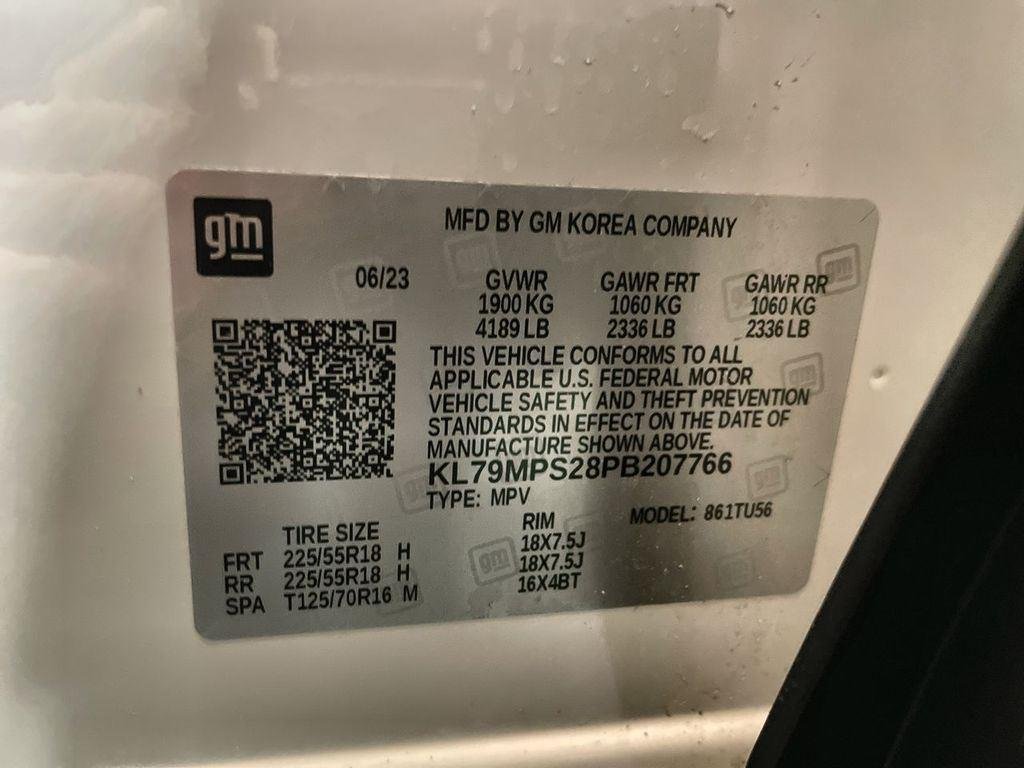 gm
MFD BY GM KOREA COMPANY
06/23 GVWR GAWR FRT GAWR RR
1900 KG 1060 KG 1060 KG
4189 LB 2336 LB 2336 LB
THIS VEHICLE CONFORMS TO ALL
APPLICABLE U.S. FEDERAL MOTOR
VEHICLE SAFETY AND THEFT PREVENTION
STANDARDS IN EFFECT ON THE DATE OF
MANUFACTURE SHOWN ABOVE.
KL79MPS28PB207766
TYPE: MPV MODEL: 861TU56
TIRE SIZE RIM
FRT 225/55R18 H 18X7.5J
RR 225/55R18 H 18X7.5J
SPA T125/70R16 M 16X4BT